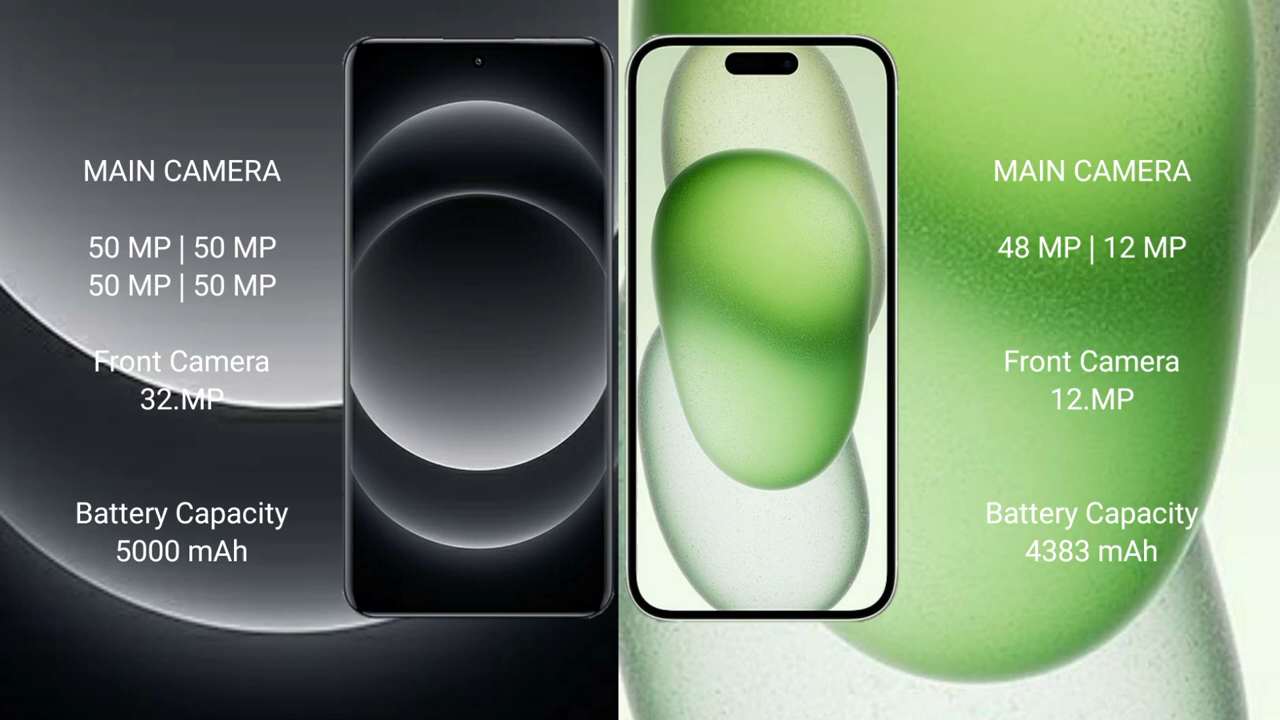 MAIN CAMERA
50 MP | 50 MP
50 MP | 50 MP
Front Camera
32.MP
Battery Capacity
5000 mAh
MAIN CAMERA
48 MP | 12 MP
Front Camera
12.MP
Battery Capacity
4383 mAh